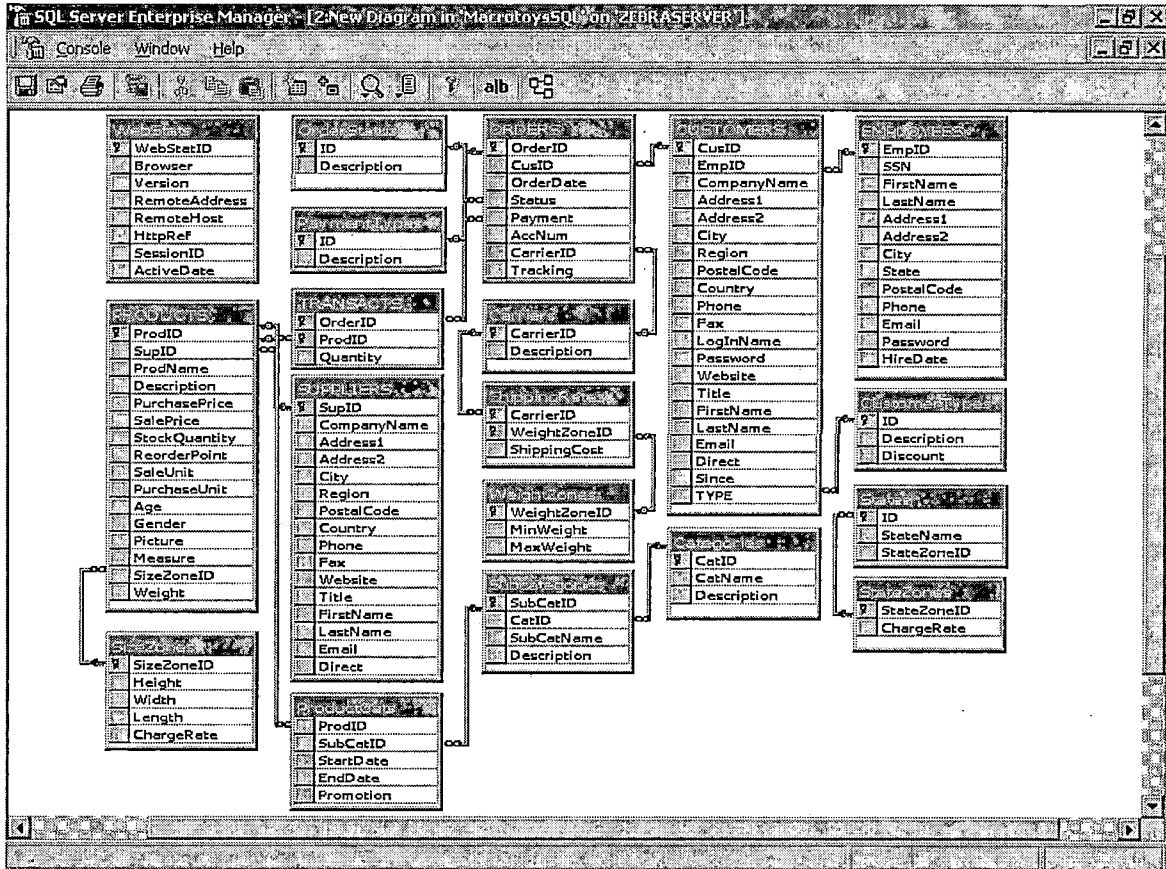 SQL Server Enterprise Manager - [2:New Diagram in 'MacrotoysSQL' on 'ZEBRASERVER']
Console Window Help
alb
WebStatID
Browser
Version
RemoteAddress
RemoteHost
HttpRef
SessionID
ActiveDate
PRODUCTS
ProdID
SupID
ProdName
Description
PurchasePrice
SalePrice
StockQuantity
ReorderPoint
SaleUnit
PurchaseUnit
Age
Gender
Picture
Measure
SizeZoneID
Weight
SizeZoneID
Height
Width
Length
ChargeRate
ID
Description
ID
Description
TRANSACTS
OrderID
ProdID
Quantity
SUPPLIERS
SupID
CompanyName
Address1
Address2
City
Region
PostalCode
Country
Phone
Fax
Website
Title
FirstName
LastName
Email
Direct
ProdID
SubCatID
StartDate
EndDate
Promotion
ORDERS
OrderID
CusID
OrderDate
Status
Payment
AccNum
CarrierID
Tracking
CarrierID
Description
CarrierID
WeightZoneID
ShippingCost
WeightZoneID
MinWeight
MaxWeight
SubCatID
CatID
SubCatName
Description
CUSTOMERS
CusID
EmpID
CompanyName
Address1
Address2
City
Region
PostalCode
Country
Phone
Fax
LogInName
Password
Website
Title
FirstName
LastName
Email
Direct
Since
TYPE
Categories
CatID
CatName
Description
EMPLOYEES
EmpID
SSN
FirstName
LastName
Address1
Address2
City
State
PostalCode
Phone
Email
Password
HireDate
ID
Description
Discount
ID
StateName
StateZoneID
StateZoneID
ChargeRate